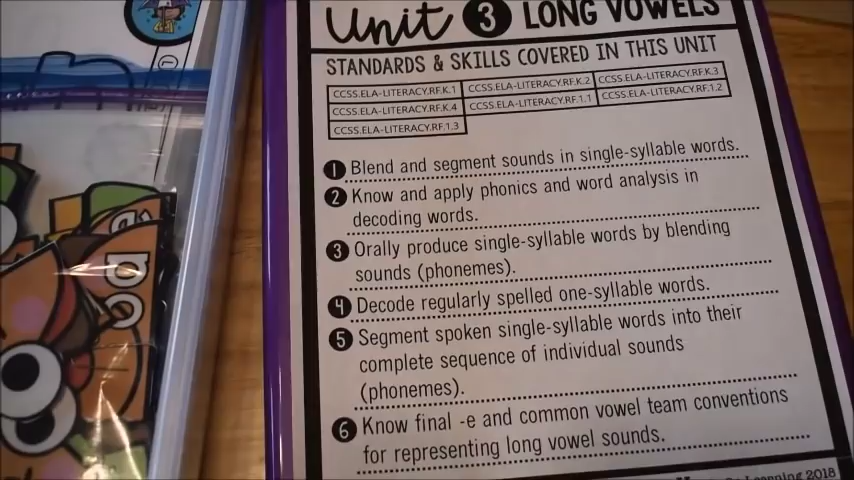 Unit 3 LONG VOWELS
STANDARDS & SKILLS COVERED IN THIS UNIT
CCSS.ELA-LITERACY.RF.K.1 CCSS.ELA-LITERACY.RF.K.2 CCSS.ELA-LITERACY.RF.K.3
CCSS.ELA-LITERACY.RF.K.4 CCSS.ELA-LITERACY.RF.1.1 CCSS.ELA-LITERACY.RF.1.2
CCSS.ELA-LITERACY.RF.1.3
1 Blend and segment sounds in single-syllable words.
2 Know and apply phonics and word analysis in
decoding words.
3 Orally produce single-syllable words by blending
sounds (phonemes).
4 Decode regularly spelled one-syllable words.
5 Segment spoken single-syllable words into their
complete sequence of individual sounds
(phonemes).
6 Know final -e and common vowel team conventions
for representing long vowel sounds.
Learning 2018
oa